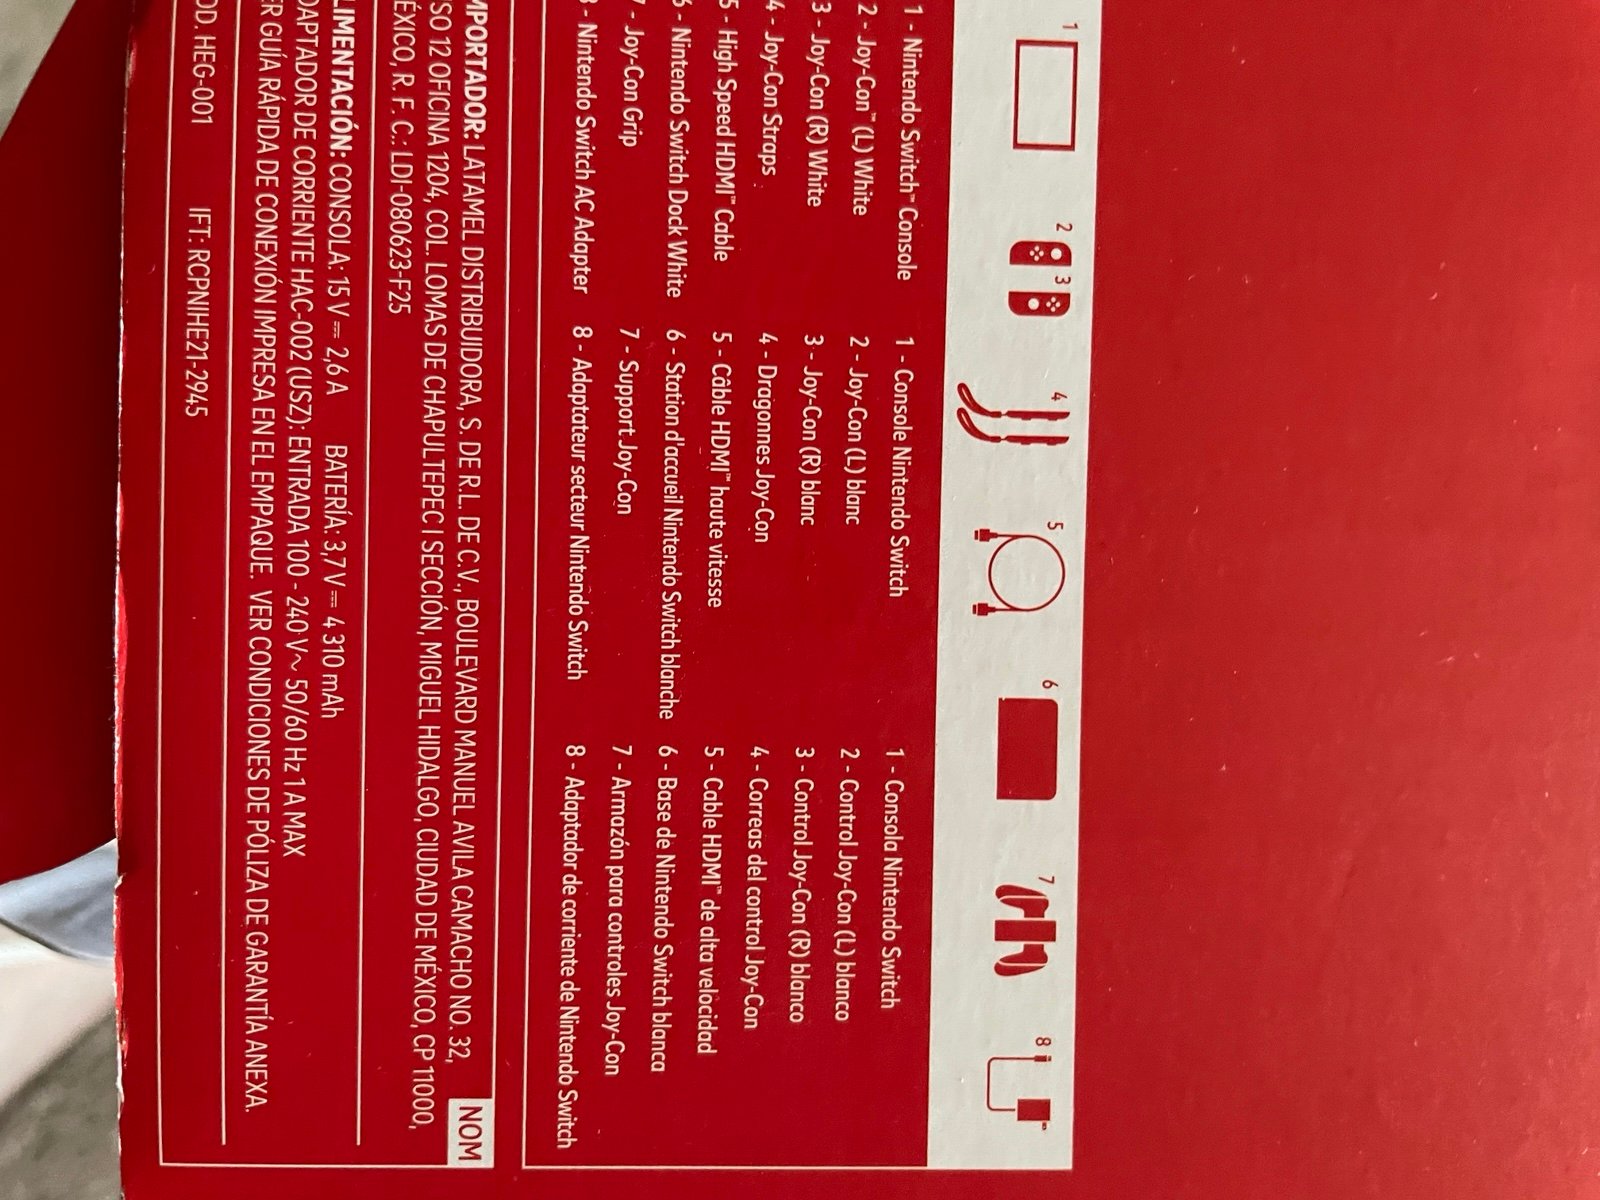 1 2 3 4 5 6 7 8
1 - Nintendo Switch™ Console
2 - Joy-Con™ (L) White
3 - Joy-Con (R) White
4 - Joy-Con Straps
5 - High Speed HDMI™ Cable
6 - Nintendo Switch Dock White
7 - Joy-Con Grip
8 - Nintendo Switch AC Adapter
1 - Console Nintendo Switch
2 - Joy-Con (L) blanc
3 - Joy-Con (R) blanc
4 - Dragonnes Joy-Con
5 - Câble HDMI™ haute vitesse
6 - Station d'accueil Nintendo Switch blanche
7 - Support Joy-Con
8 - Adaptateur secteur Nintendo Switch
1 - Consola Nintendo Switch
2 - Control Joy-Con (L) blanco
3 - Control Joy-Con (R) blanco
4 - Correas del control Joy-Con
5 - Cable HDMI™ de alta velocidad
6 - Base de Nintendo Switch blanca
7 - Armazón para controles Joy-Con
8 - Adaptador de corriente de Nintendo Switch
MPORTADOR: LATAMEL DISTRIBUIDORA, S. DE R.L. DE C.V., BOULEVARD MANUEL AVILA CAMACHO NO. 32,
SO 12 OFICINA 1204, COL. LOMAS DE CHAPULTEPEC I SECCIÓN, MIGUEL HIDALGO, CIUDAD DE MÉXICO, CP 11000,
ÉXICO, R. F. C.: LDI-080623-F25
NOM
LIMENTACIÓN: CONSOLA: 15 V ⎓ 2,6 A BATERÍA: 3,7 V ⎓ 4 310 mAh
DAPTADOR DE CORRIENTE HAC-002 (USZ): ENTRADA 100 - 240 V~ 50/60 Hz 1 A MAX
ER GUÍA RÁPIDA DE CONEXIÓN IMPRESA EN EL EMPAQUE. VER CONDICIONES DE PÓLIZA DE GARANTÍA ANEXA.
OD. HEG-001 IFT: RCPNIHE21-2945